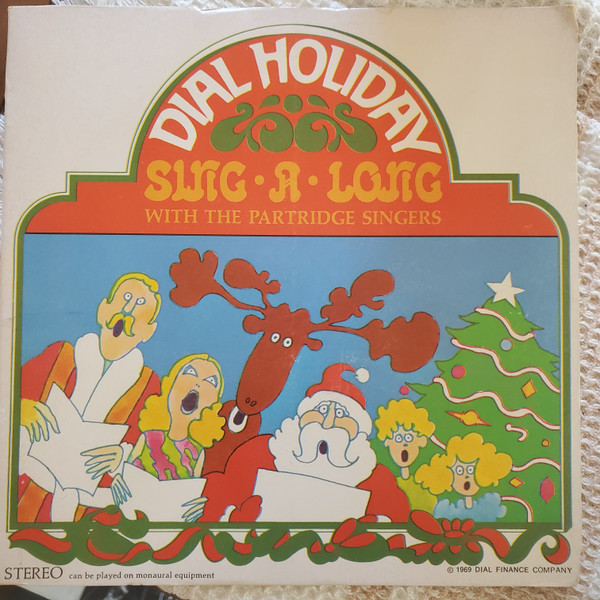 DIAL HOLIDAY
SING • A • LONG
WITH THE PARTRIDGE SINGERS
STEREO can be played on monaural equipment
© 1969 DIAL FINANCE COMPANY